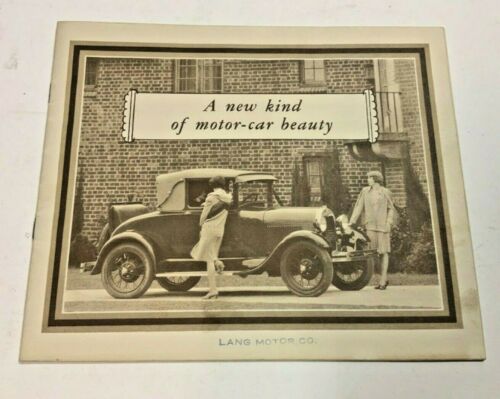 A new kind
of motor-car beauty
LANG MOTOR CO.